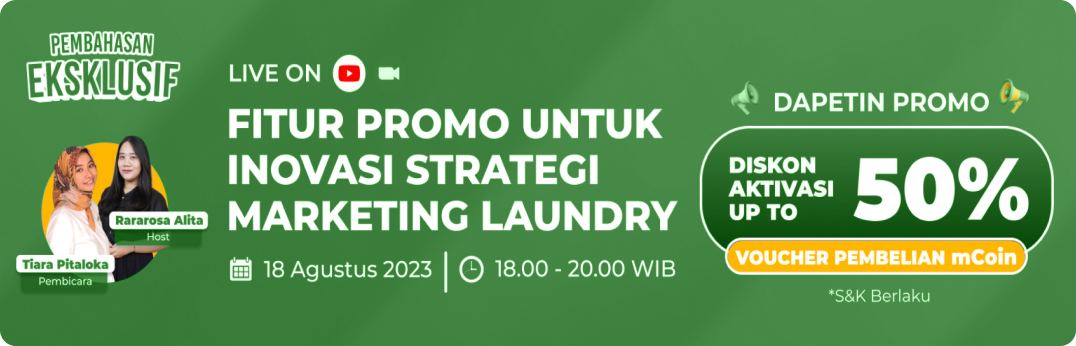 PEMBAHASAN
EKSKLUSIF
Rararosa Alita
Host
Tiara Pitaloka
Pembicara
LIVE ON
FITUR PROMO UNTUK
INOVASI STRATEGI
MARKETING LAUNDRY
18 Agustus 2023
18.00 - 20.00 WIB
DAPETIN PROMO
DISKON
AKTIVASI
UP TO
50%
VOUCHER PEMBELIAN mCoin
*S&K Berlaku